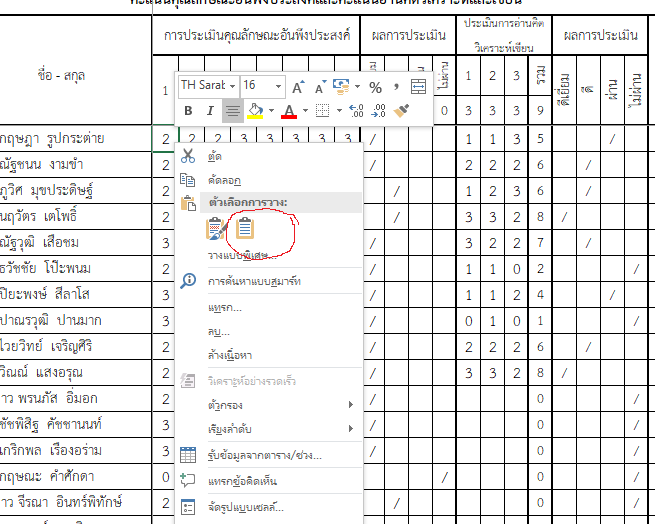 การประเมินคุณลักษณะอันพึงประสงค์ ผลการประเมิน ประเมินการอ่านคิด วิเคราะห์เขียน ผลการประเมิน
ชื่อ - สกุล
1 ไม่ผ่าน 1 2 3 รวม ดีเยี่ยม ดี ผ่าน ไม่ผ่าน
0 3 3 3 9
TH Sarab 16 A A % ,
B I A
กฤษฎา รูปกระต่าย 2 2 2 3 3 3 3 3 / 1 1 3 5 /
ณัฐชนน งามขำ 2 / 2 2 2 6 /
ภูวิศ มุขประดิษฐ์ 2 / 1 2 3 6 /
นฤวัตร เตโพธิ์ 2 / 3 3 2 8 /
ณัฐวุฒิ เสือชม 3 / 3 2 2 7 /
ธวัชชัย โป๊ะพนม 2 / 1 1 0 2 /
ปิยะพงษ์ สีลาโส 3 / 1 1 2 4 /
ปาณรวุฒิ ปานมาก 3 / 0 1 0 1 /
ไวยวิทย์ เจริญศิริ 2 / 2 2 2 6 /
วิณณ์ แสงอรุณ 2 / 3 3 2 8 /
าว พรนภัส อิ่มอก 2 / 0 /
ชัชพิสิฐ คัชชานนท์ 3 / 0 /
เกริกพล เรืองอร่าม 3 / 0 /
กฤษณะ คำศักดา 0 / 0 /
าว จีรณา อินทร์พิทักษ์ 2 / 0 /
ตัด
คัดลอก
ตัวเลือกการวาง:
วางแบบพิเศษ...
การค้นหาแบบสมาร์ท
แทรก...
ลบ...
ล้างเนื้อหา
วิเคราะห์อย่างรวดเร็ว
ตัวกรอง
เรียงลำดับ
รับข้อมูลจากตาราง/ช่วง...
แทรกข้อคิดเห็น
จัดรูปแบบเซลล์...